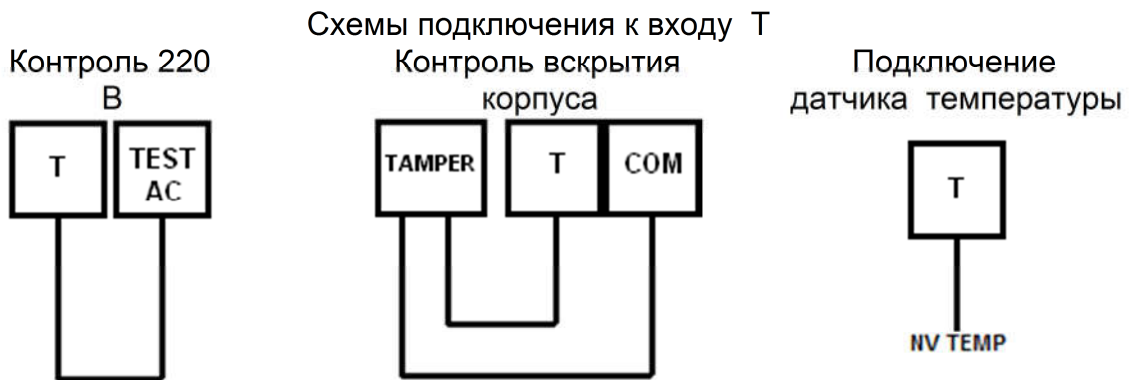 Схемы подключения к входу Т
Контроль 220
В
Контроль вскрытия
корпуса
Подключение
датчика температуры
T
TEST
AC
TAMPER
T
COM
T
NV TEMP